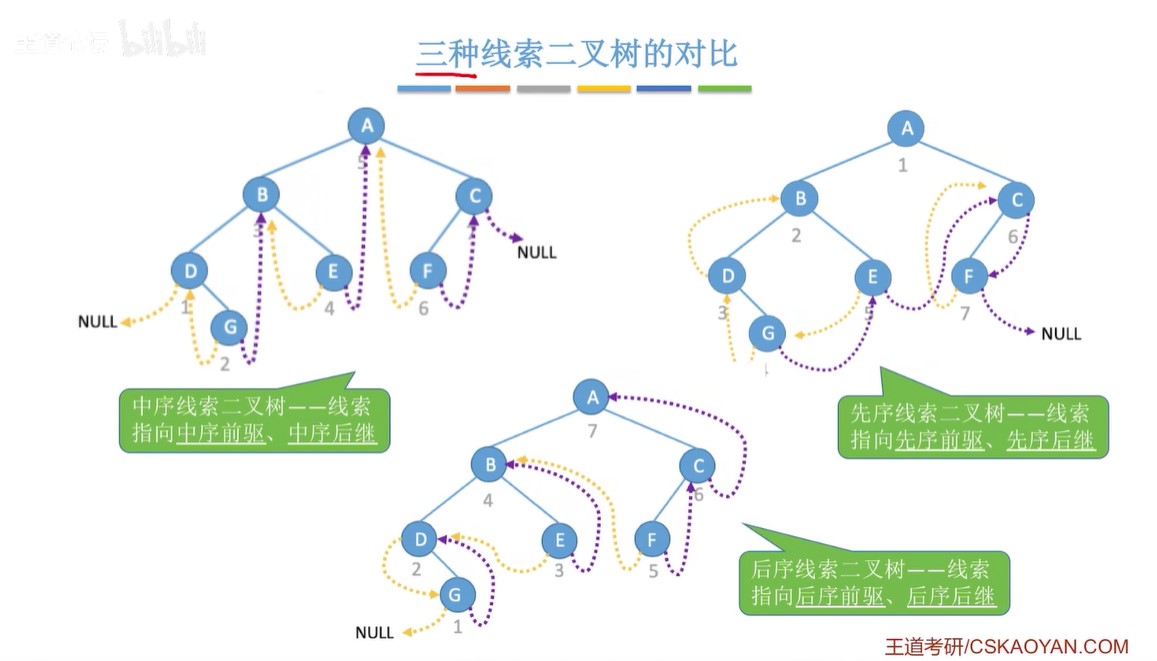 bilibili
三种线索二叉树的对比
A
5
B
3
C
7
D
1
E
4
F
6
G
2
NULL
NULL
中序线索二叉树——线索
指向中序前驱、中序后继
A
1
B
2
C
6
D
3
E
5
F
7
G
NULL
先序线索二叉树——线索
指向先序前驱、先序后继
A
7
B
4
C
6
D
2
E
3
F
5
G
1
NULL
后序线索二叉树——线索
指向后序前驱、后序后继
王道考研/CSKAOYAN.COM